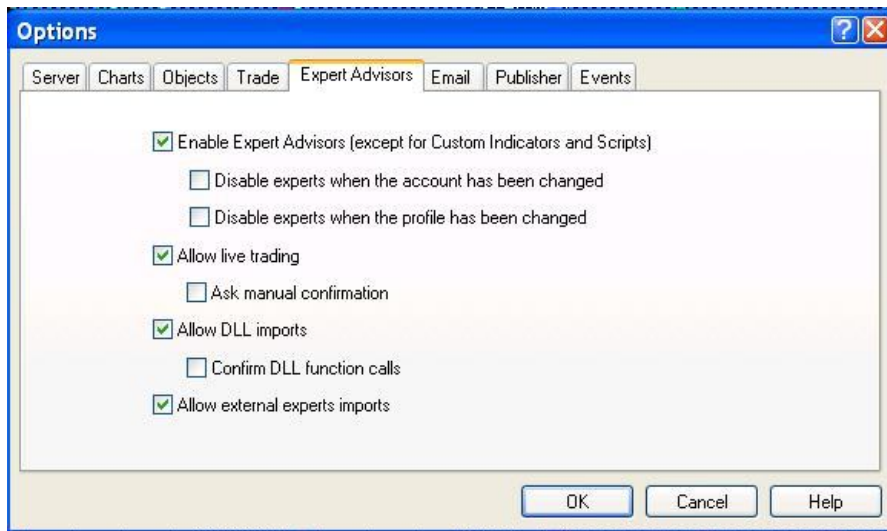 Options
Server Charts Objects Trade Expert Advisors Email Publisher Events
Enable Expert Advisors (except for Custom Indicators and Scripts)
Disable experts when the account has been changed
Disable experts when the profile has been changed
Allow live trading
Ask manual confirmation
Allow DLL imports
Confirm DLL function calls
Allow external experts imports
OK Cancel Help